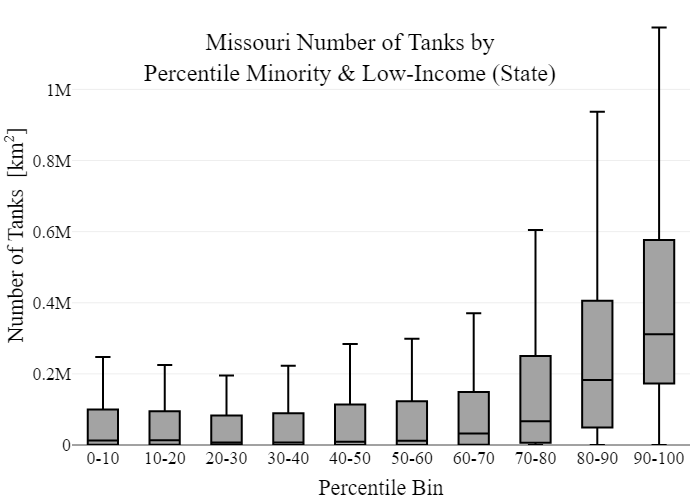 Missouri Number of Tanks by
Percentile Minority & Low-Income (State)
Number of Tanks [km²]
1M
0.8M
0.6M
0.4M
0.2M
0
0-10 10-20 20-30 30-40 40-50 50-60 60-70 70-80 80-90 90-100
Percentile Bin